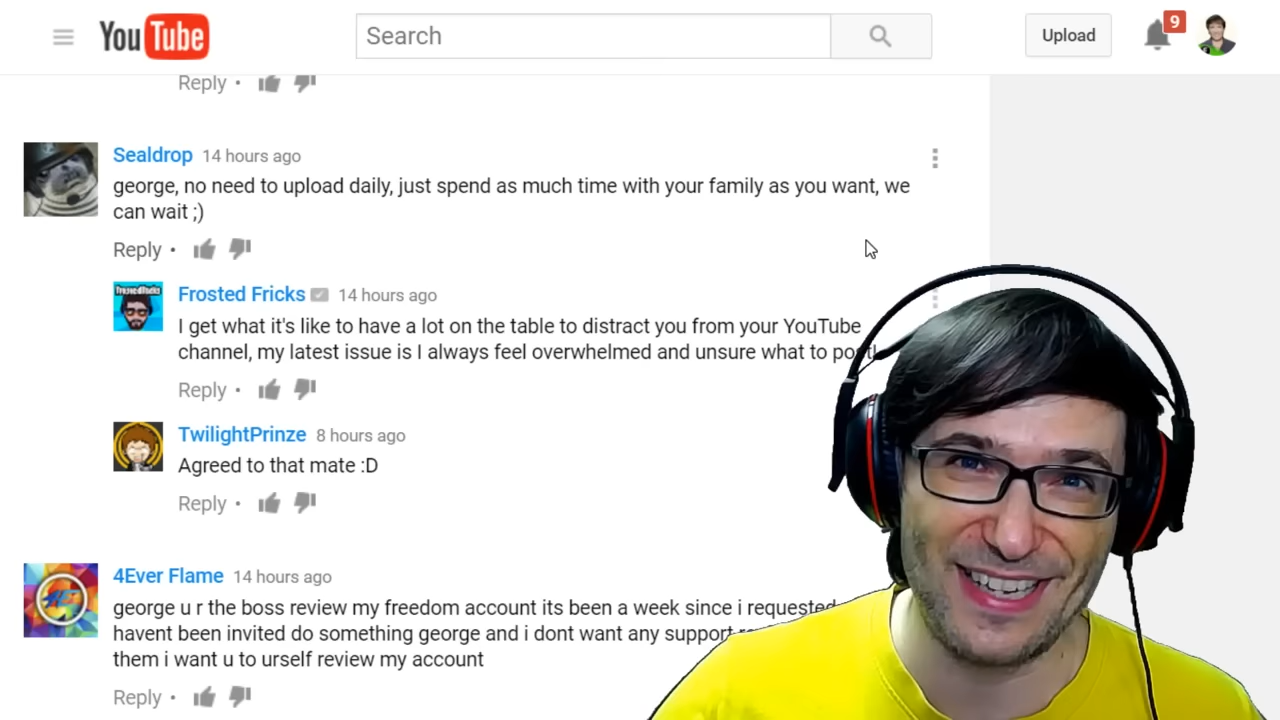 YouTube
Search
Upload
9
Reply •
Sealdrop 14 hours ago
george, no need to upload daily, just spend as much time with your family as you want, we
can wait ;)
Reply •
Frosted Fricks 14 hours ago
I get what it's like to have a lot on the table to distract you from your YouTube
channel, my latest issue is I always feel overwhelmed and unsure what to post!
Reply •
TwilightPrinze 8 hours ago
Agreed to that mate :D
Reply •
4Ever Flame 14 hours ago
george u r the boss review my freedom account its been a week since i requested
havent been invited do something george and i dont want any support
them i want u to urself review my account
Reply •